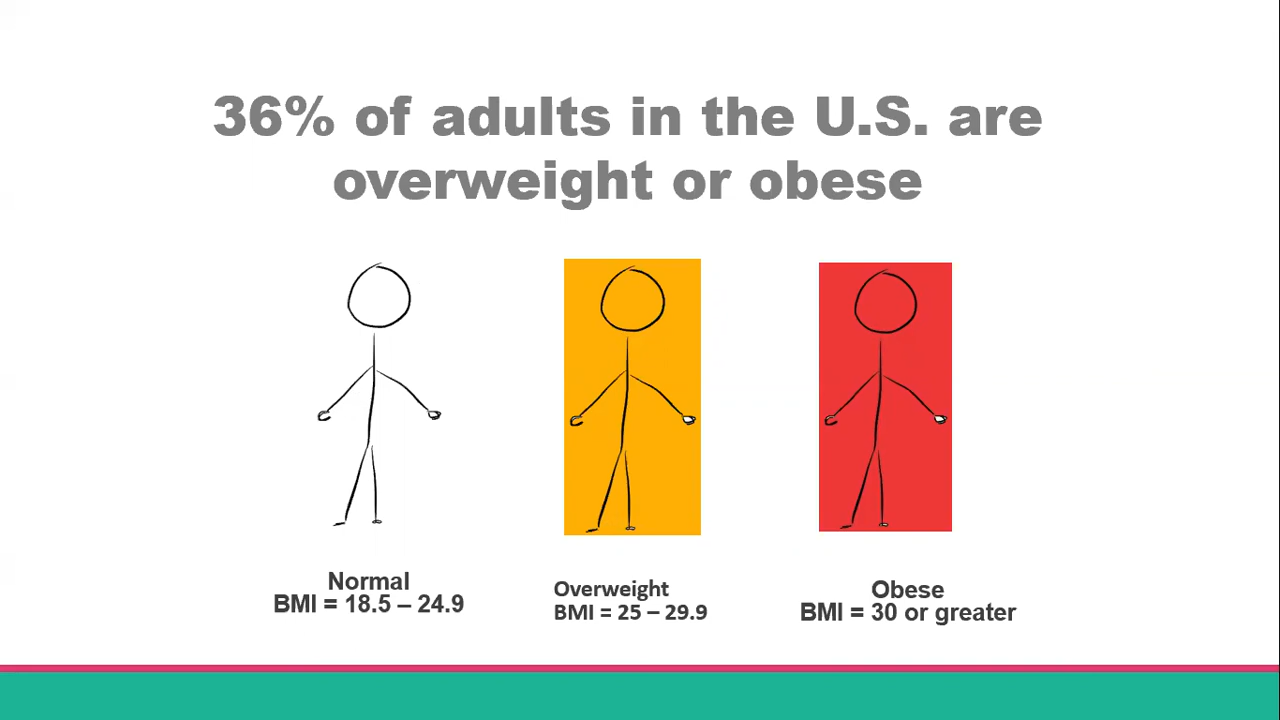 36% of adults in the U.S. are
overweight or obese
Normal
BMI = 18.5 – 24.9
Overweight
BMI = 25 – 29.9
Obese
BMI = 30 or greater